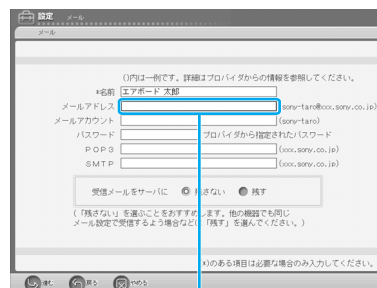 設定 メール
メール
()内は一例です。詳細はプロバイダからの情報を参照してください。
*名前 エアボード 太郎
メールアドレス (sony-taro@xxx.sony.co.jp)
メールアカウント (sony-taro)
パスワード プロバイダから指定されたパスワード
POP3 (xxx.sony.co.jp)
SMTP (xxx.sony.co.jp)
受信メールをサーバに 残さない 残す
(「残さない」を選ぶことをおすすめします。他の機器でも同じ
メール設定で受信するよう場合など、「残す」を選んでください。)
*)のある項目は必要な場合のみ入力してください。
進む 戻る やめる